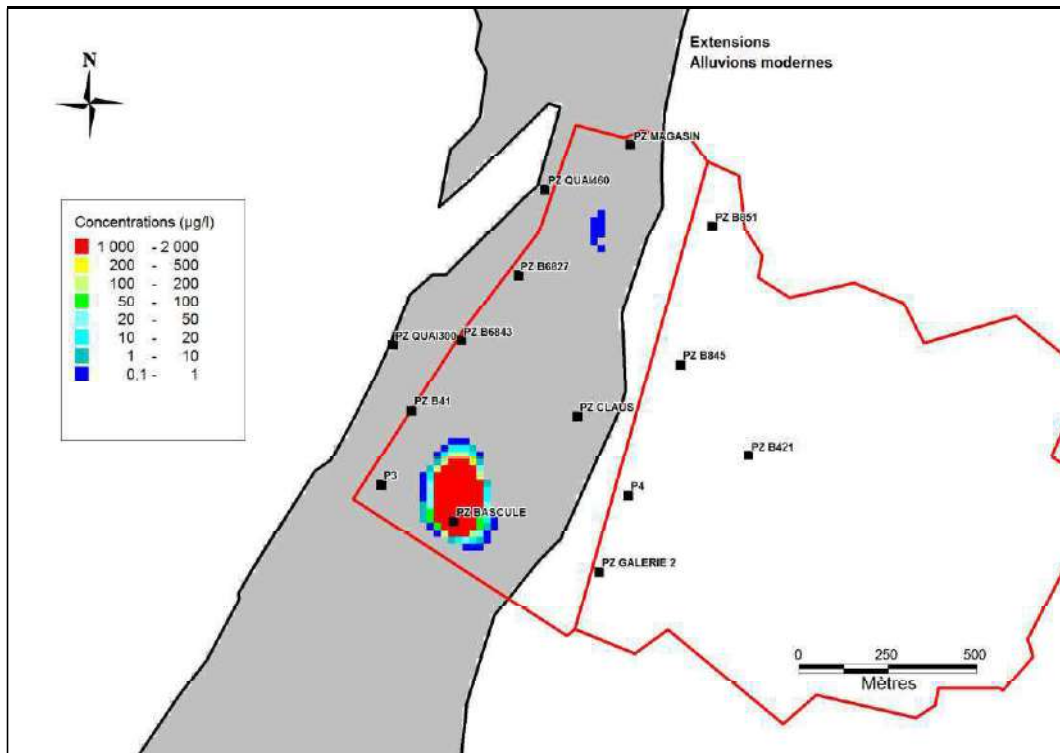 Extensions
Alluvions modernes
N
PZ MAGASIN
PZ QUAI460
PZ B851
Concentrations (µg/l)
1 000 - 2 000
200 - 500
100 - 200
50 - 100
20 - 50
10 - 20
1 - 10
0.1 - 1
PZ B6827
PZ QUAI300
PZ B6843
PZ B845
PZ B41
PZ CLAUS
PZ B421
P3
P4
PZ BASCULE
PZ GALERIE 2
0 250 500
Mètres